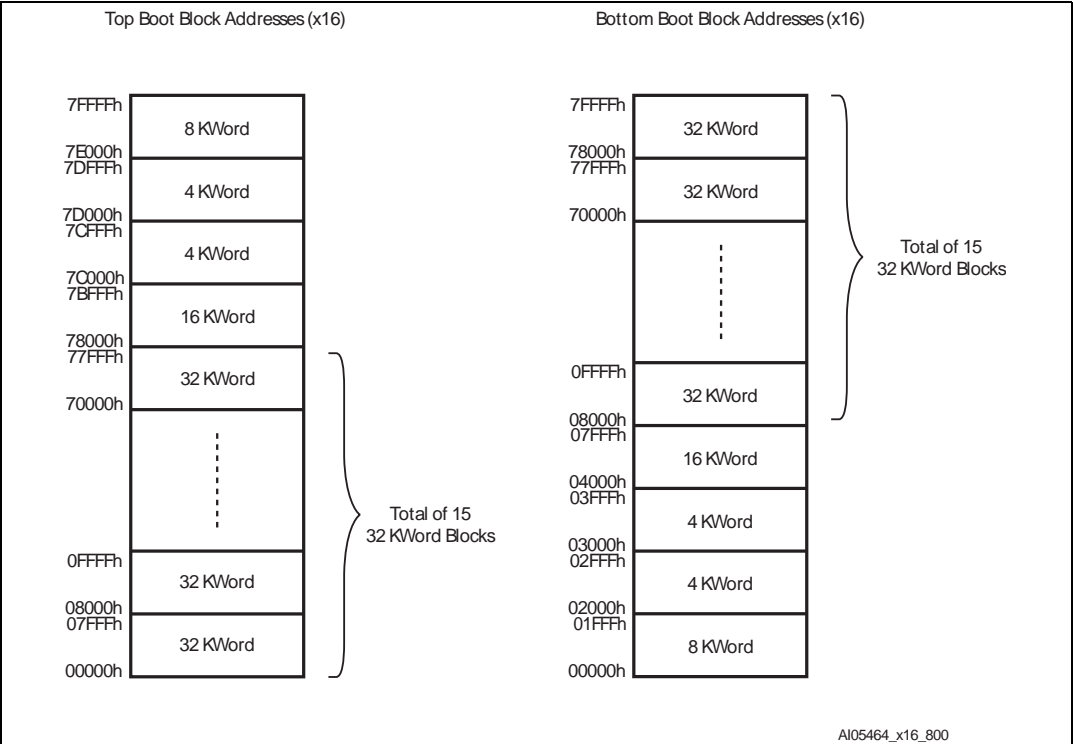 Top Boot Block Addresses (x16)
7FFFFh
8 KWord
7E000h
7DFFFh
4 KWord
7D000h
7CFFFh
4 KWord
7C000h
7BFFFh
16 KWord
78000h
77FFFh
32 KWord
70000h
Total of 15
32 KWord Blocks
0FFFFh
32 KWord
08000h
07FFFh
32 KWord
00000h
Bottom Boot Block Addresses (x16)
7FFFFh
32 KWord
78000h
77FFFh
32 KWord
70000h
Total of 15
32 KWord Blocks
0FFFFh
32 KWord
08000h
07FFFh
16 KWord
04000h
03FFFh
4 KWord
03000h
02FFFh
4 KWord
02000h
01FFFh
8 KWord
00000h
AI05464_x16_800